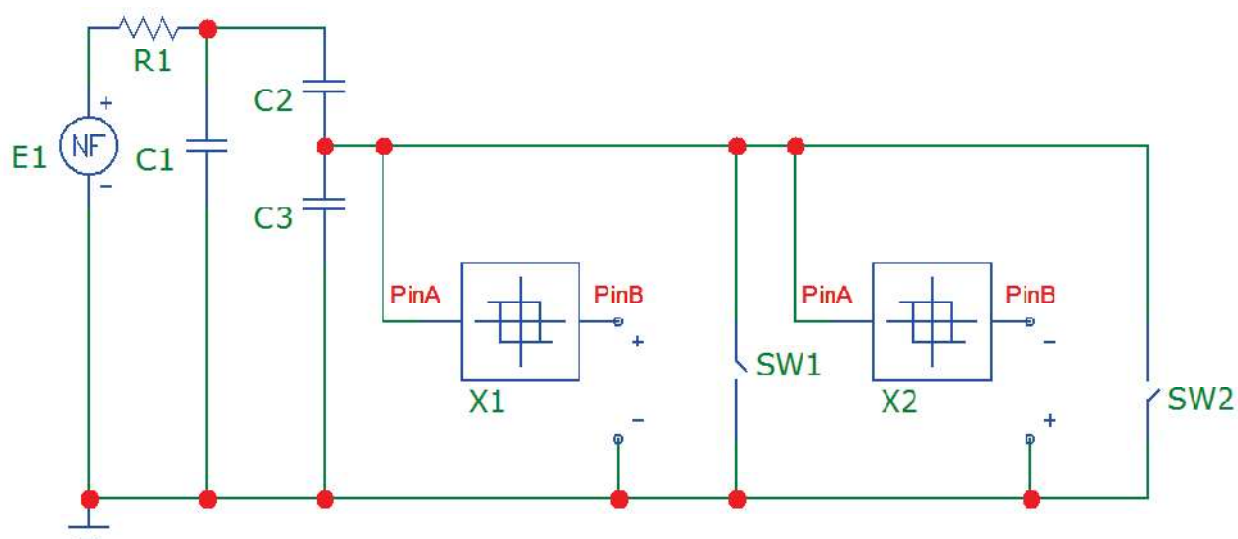 R1
C2
E1
+
NF
-
C1
C3
PinA
PinB
+
-
X1
SW1
PinA
PinB
-
+
X2
SW2